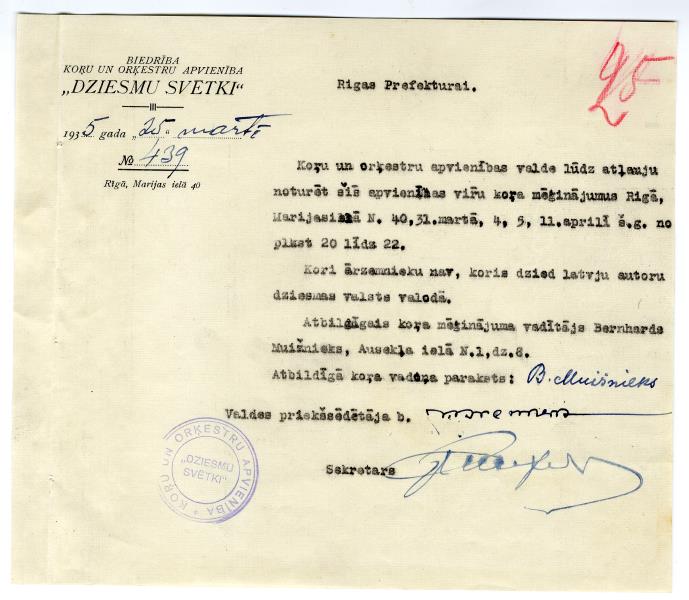 BIEDRĪBA
KOŖU UN ORĶESTRU APVIENĪBA
„DZIESMU SVĒTKI“
1935 gada „25“ martī
№ 439
Rīgā, Marijas ielā 40
25
Rīgas Prefekturai.
Koŗu un orķestru apvienības valde lūdz atļauju
noturēt šīs apvienības vīru koŗa mēģinājumus Rīgā,
Marijasielā N. 40,31.martā, 4, 5, 11.aprilī š.g. no
plkst 20 līdz 22.
Kori ārzemnieku nav, koris dzied latvju autoru
dziesmas valsts valodā.
Atbildīgais koŗa mēģinājuma vadītājs Bernhards
Muižnieks, Ausekļa ielā N.1,dz.8.
Atbildīgā koŗa vadoņa paraksts: B. Muižnieks
Valdes priekšsēdētāja b.
Sekretars
KOŖU UN ORĶESTRU APVIENĪBA
„DZIESMU
SVĒTKI“